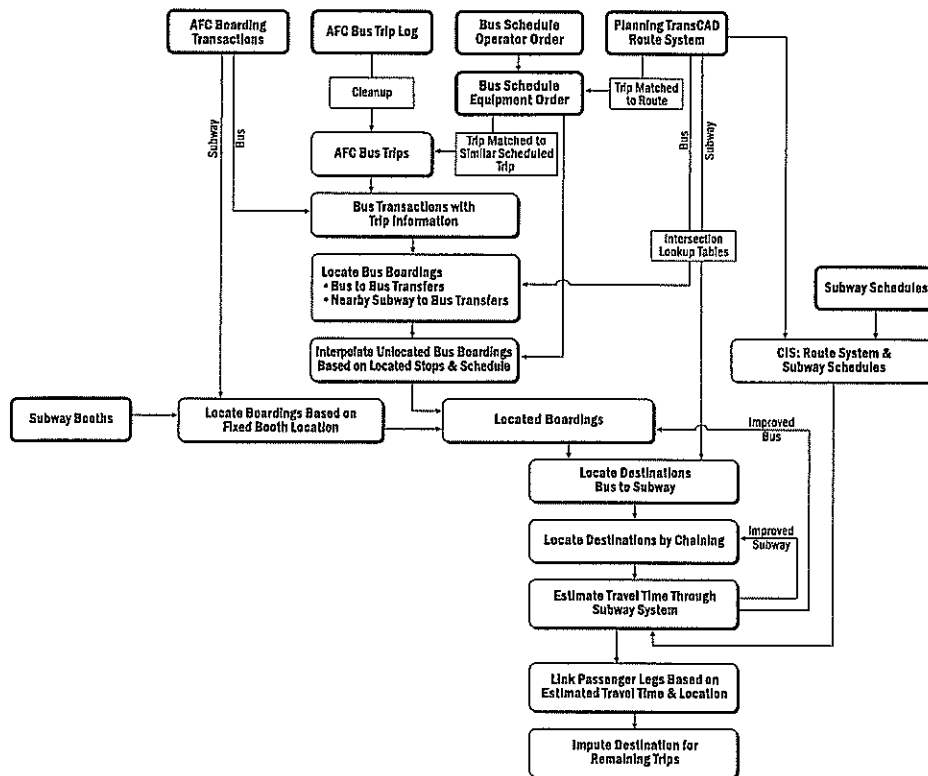 AFC Boarding
Transactions
AFC Bus Trip Log
Bus Schedule
Operator Order
Planning TransCAD
Route System
Cleanup
Bus Schedule
Equipment Order
Trip Matched
to Route
Subway
Bus
AFC Bus Trips
Trip Matched to
Similar Scheduled
Trip
Bus
Subway
Bus Transactions with
Trip Information
Intersection
Lookup Tables
Locate Bus Boardings
• Bus to Bus Transfers
• Nearby Subway to Bus Transfers
Subway Schedules
Interpolate Unlocated Bus Boardings
Based on Located Stops & Schedule
CIS: Route System &
Subway Schedules
Subway Booths
Locate Boardings Based on
Fixed Booth Location
Located Boardings
Improved
Bus
Locate Destinations
Bus to Subway
Locate Destinations by Chaining
Improved
Subway
Estimate Travel Time Through
Subway System
Link Passenger Legs Based on
Estimated Travel Time & Location
Impute Destination for
Remaining Trips